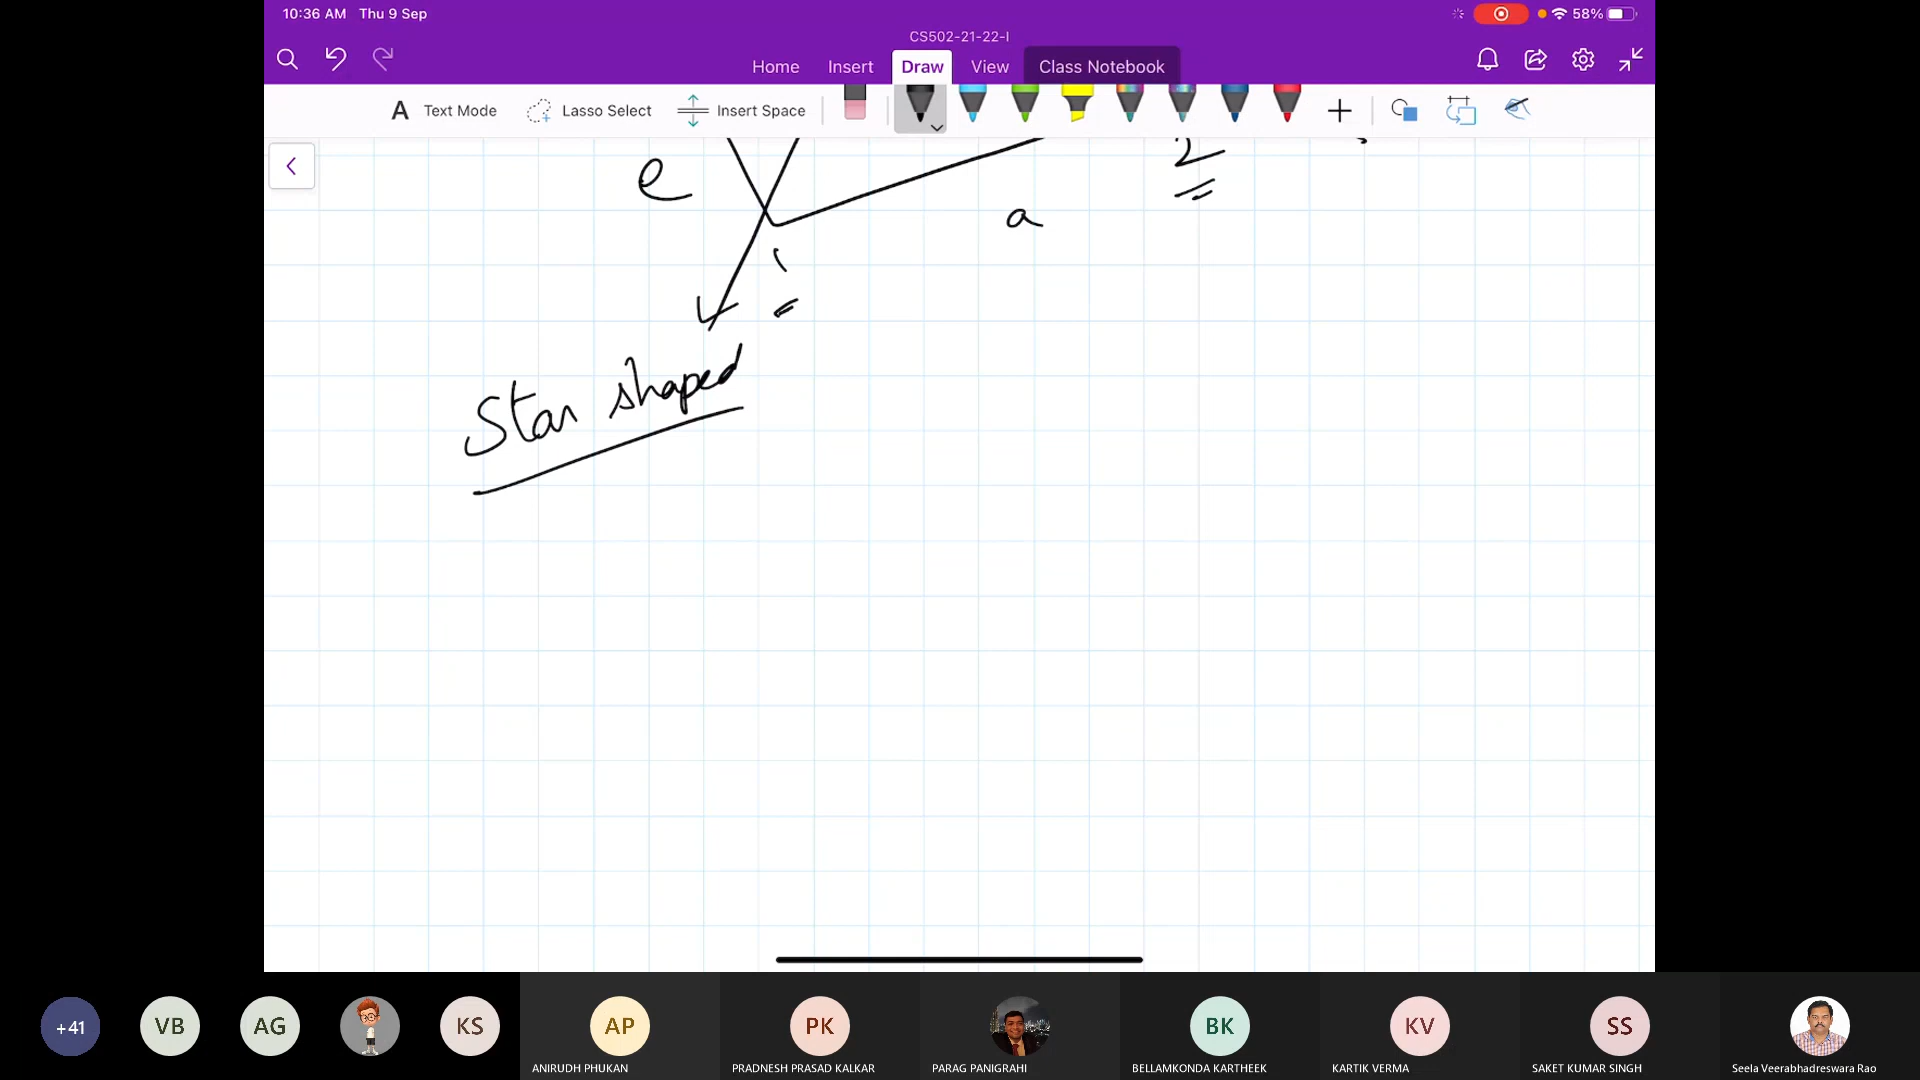 10:36 AM Thu 9 Sep
58%
CS502-21-22-I
Home Insert Draw View Class Notebook
A Text Mode Lasso Select Insert Space
e
2
a
1
Star shaped
+41 VB AG KS AP PK BK KV SS
ANIRUDH PHUKAN PRADNESH PRASAD KALKAR PARAG PANIGRAHI BELLAMKONDA KARTHEEK KARTIK VERMA SAKET KUMAR SINGH Seela Veerabhadreswara Rao